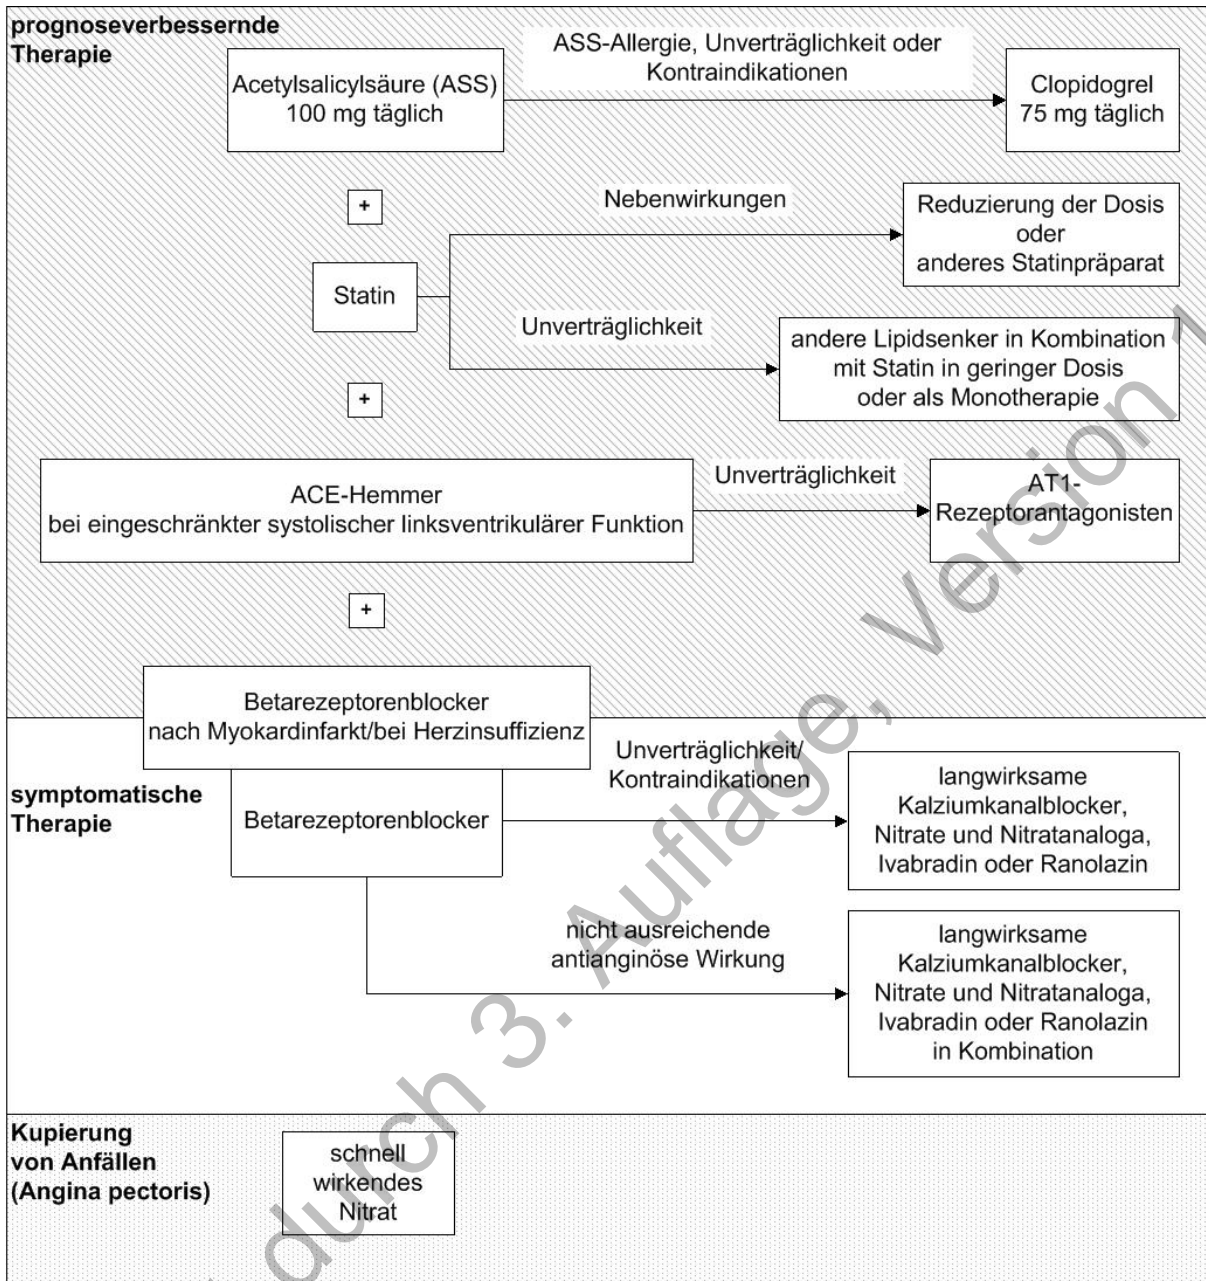 prognoseverbessernde
Therapie
Acetylsalicylsäure (ASS)
100 mg täglich
ASS-Allergie, Unverträglichkeit oder
Kontraindikationen
Clopidogrel
75 mg täglich
+
Statin
Nebenwirkungen
Reduzierung der Dosis
oder
anderes Statinpräparat
Unverträglichkeit
andere Lipidsenker in Kombination
mit Statin in geringer Dosis
oder als Monotherapie
+
ACE-Hemmer
bei eingeschränkter systolischer linksventrikulärer Funktion
Unverträglichkeit
AT1-
Rezeptorantagonisten
+
Betarezeptorenblocker
nach Myokardinfarkt/bei Herzinsuffizienz
symptomatische
Therapie
Betarezeptorenblocker
Unverträglichkeit/
Kontraindikationen
langwirksame
Kalziumkanalblocker,
Nitrate und Nitratanaloga,
Ivabradin oder Ranolazin
nicht ausreichende
antianginöse Wirkung
langwirksame
Kalziumkanalblocker,
Nitrate und Nitratanaloga,
Ivabradin oder Ranolazin
in Kombination
Kupierung
von Anfällen
(Angina pectoris)
schnell
wirkendes
Nitrat
durch 3. Auflage, Version 1